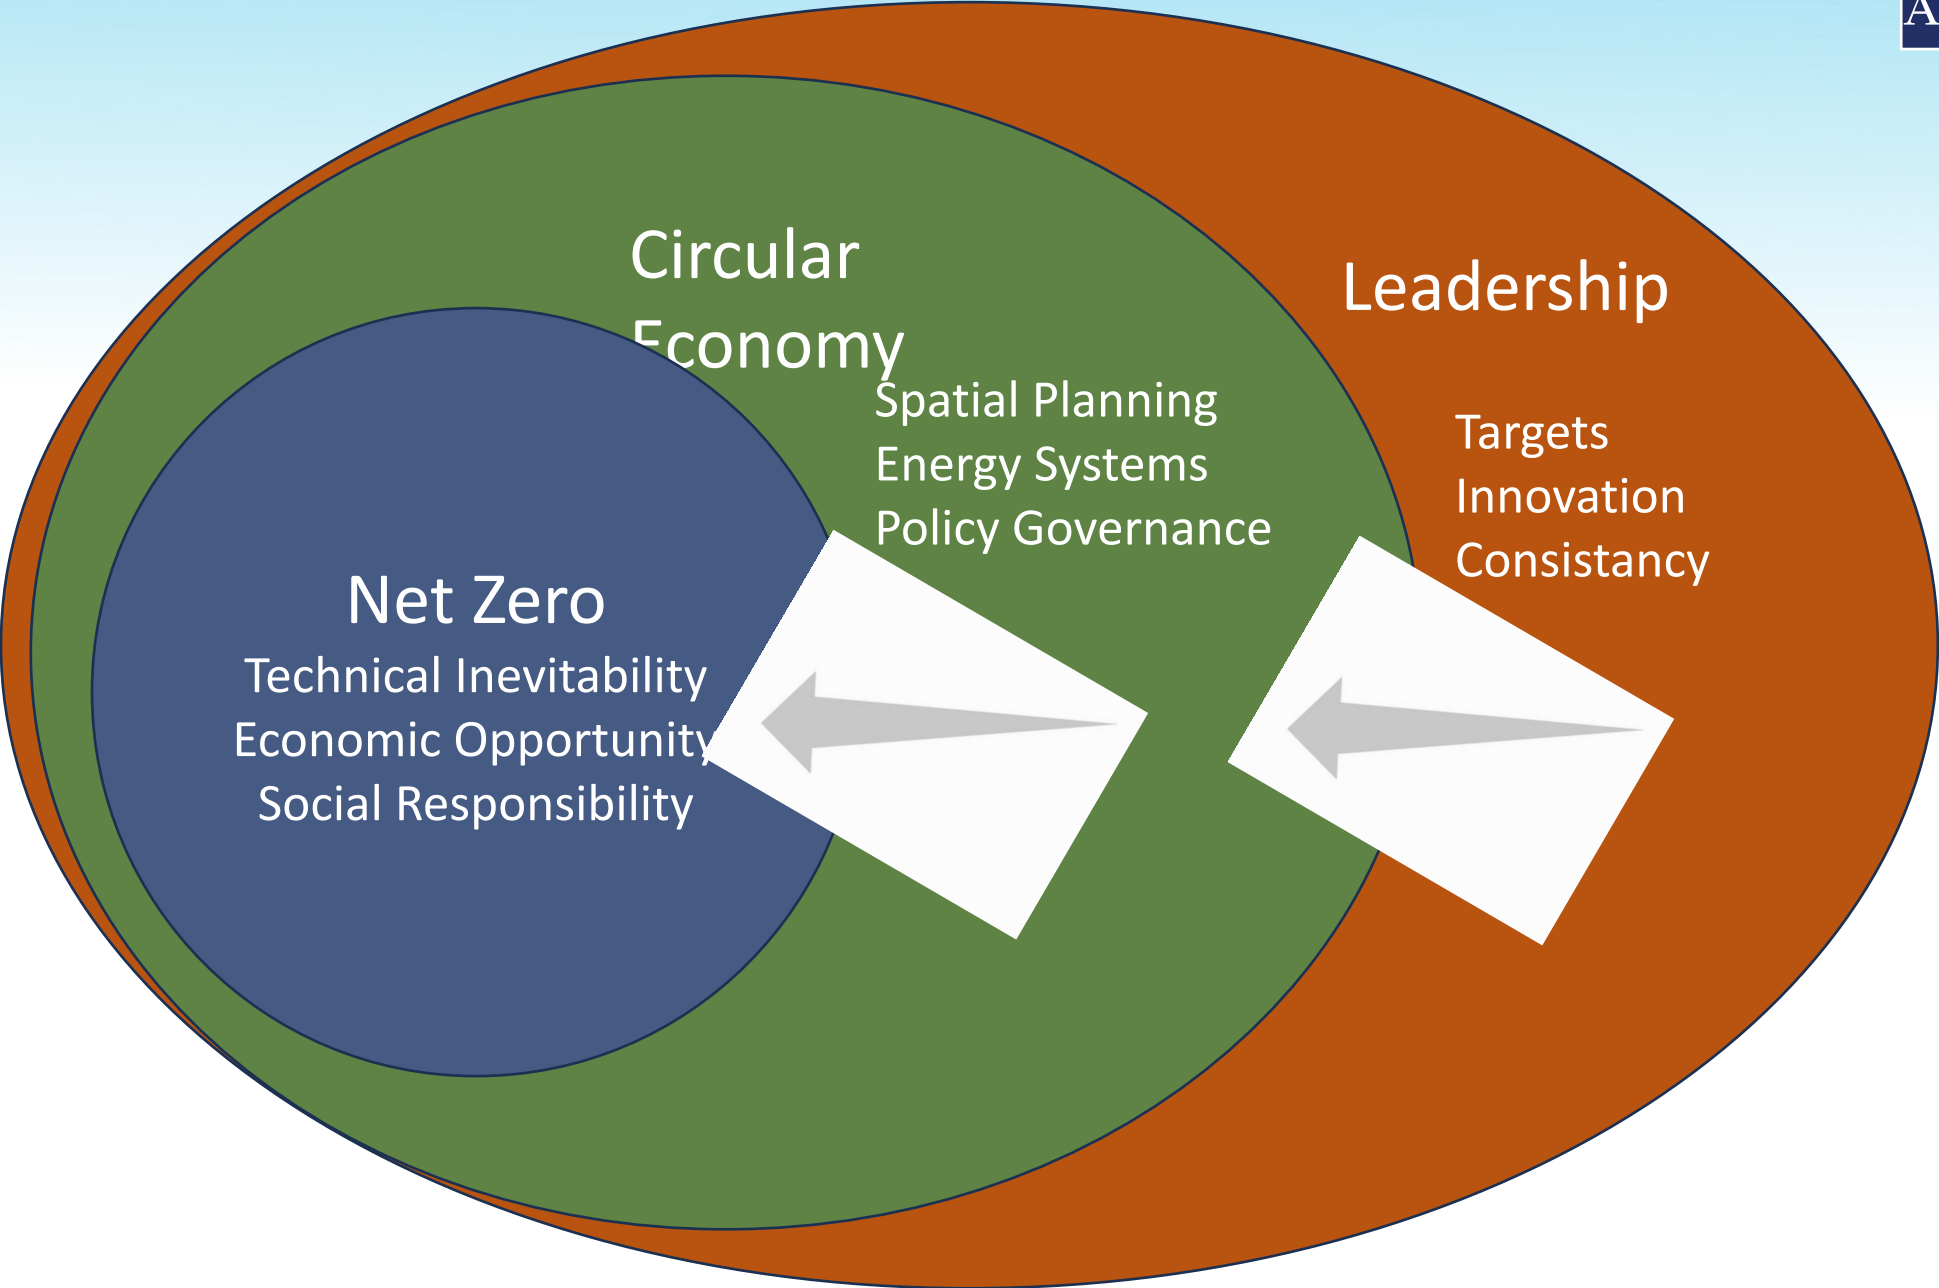 A
Circular
Economy
Leadership
Spatial Planning
Energy Systems
Policy Governance
Targets
Innovation
Consistancy
Net Zero
Technical Inevitability
Economic Opportunity
Social Responsibility